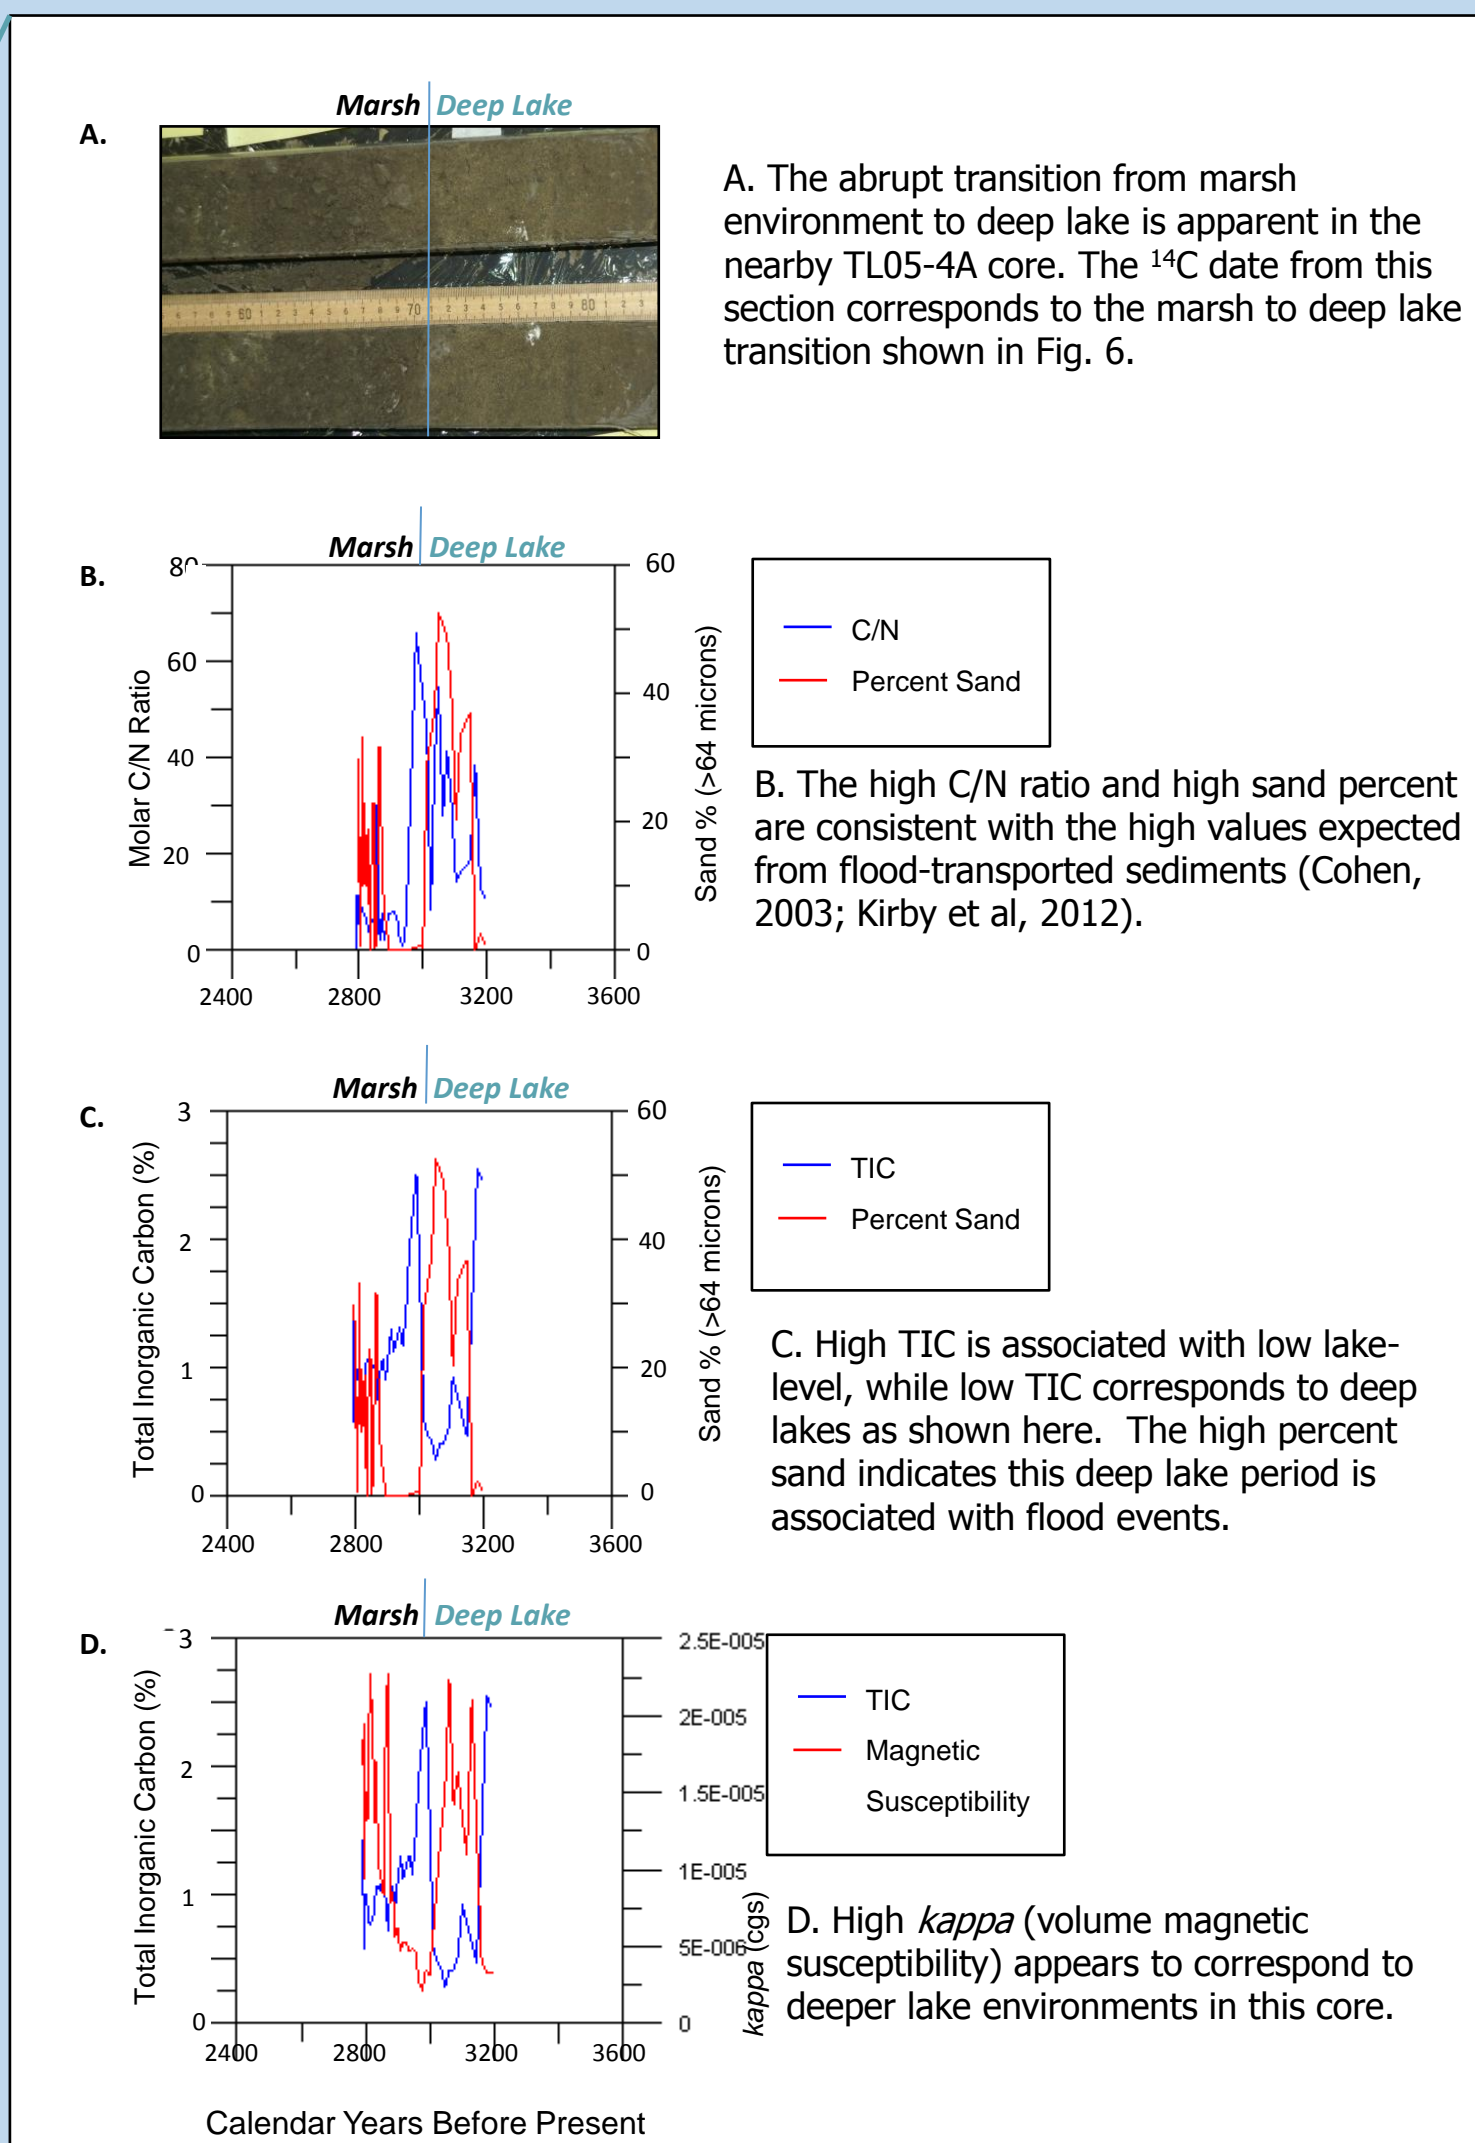 Marsh Deep Lake
A.
60 70 80
A. The abrupt transition from marsh
environment to deep lake is apparent in the
nearby TL05-4A core. The ¹⁴C date from this
section corresponds to the marsh to deep lake
transition shown in Fig. 6.
Marsh Deep Lake
B.
80
60
40
20
0
Molar C/N Ratio
60
40
20
0
Sand % (>64 microns)
2400 2800 3200 3600
C/N
Percent Sand
B. The high C/N ratio and high sand percent
are consistent with the high values expected
from flood-transported sediments (Cohen,
2003; Kirby et al, 2012).
Marsh Deep Lake
C.
3
2
1
0
Total Inorganic Carbon (%)
60
40
20
0
Sand % (>64 microns)
2400 2800 3200 3600
TIC
Percent Sand
C. High TIC is associated with low lake-
level, while low TIC corresponds to deep
lakes as shown here. The high percent
sand indicates this deep lake period is
associated with flood events.
Marsh Deep Lake
D.
3
2
1
0
Total Inorganic Carbon (%)
2.5E-005
2E-005
1.5E-005
1E-005
5E-006
0
kappa (cgs)
2400 2800 3200 3600
Calendar Years Before Present
TIC
Magnetic
Susceptibility
D. High kappa (volume magnetic
susceptibility) appears to correspond to
deeper lake environments in this core.